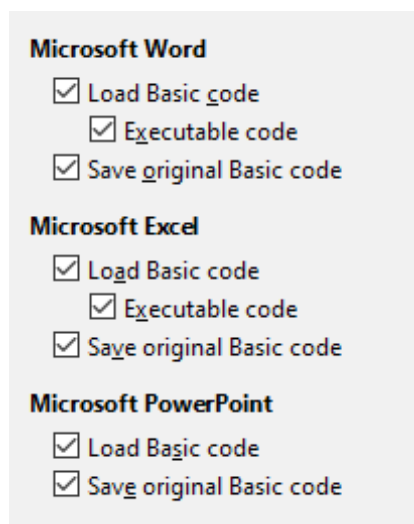 Microsoft Word
Load Basic code
Executable code
Save original Basic code
Microsoft Excel
Load Basic code
Executable code
Save original Basic code
Microsoft PowerPoint
Load Basic code
Save original Basic code